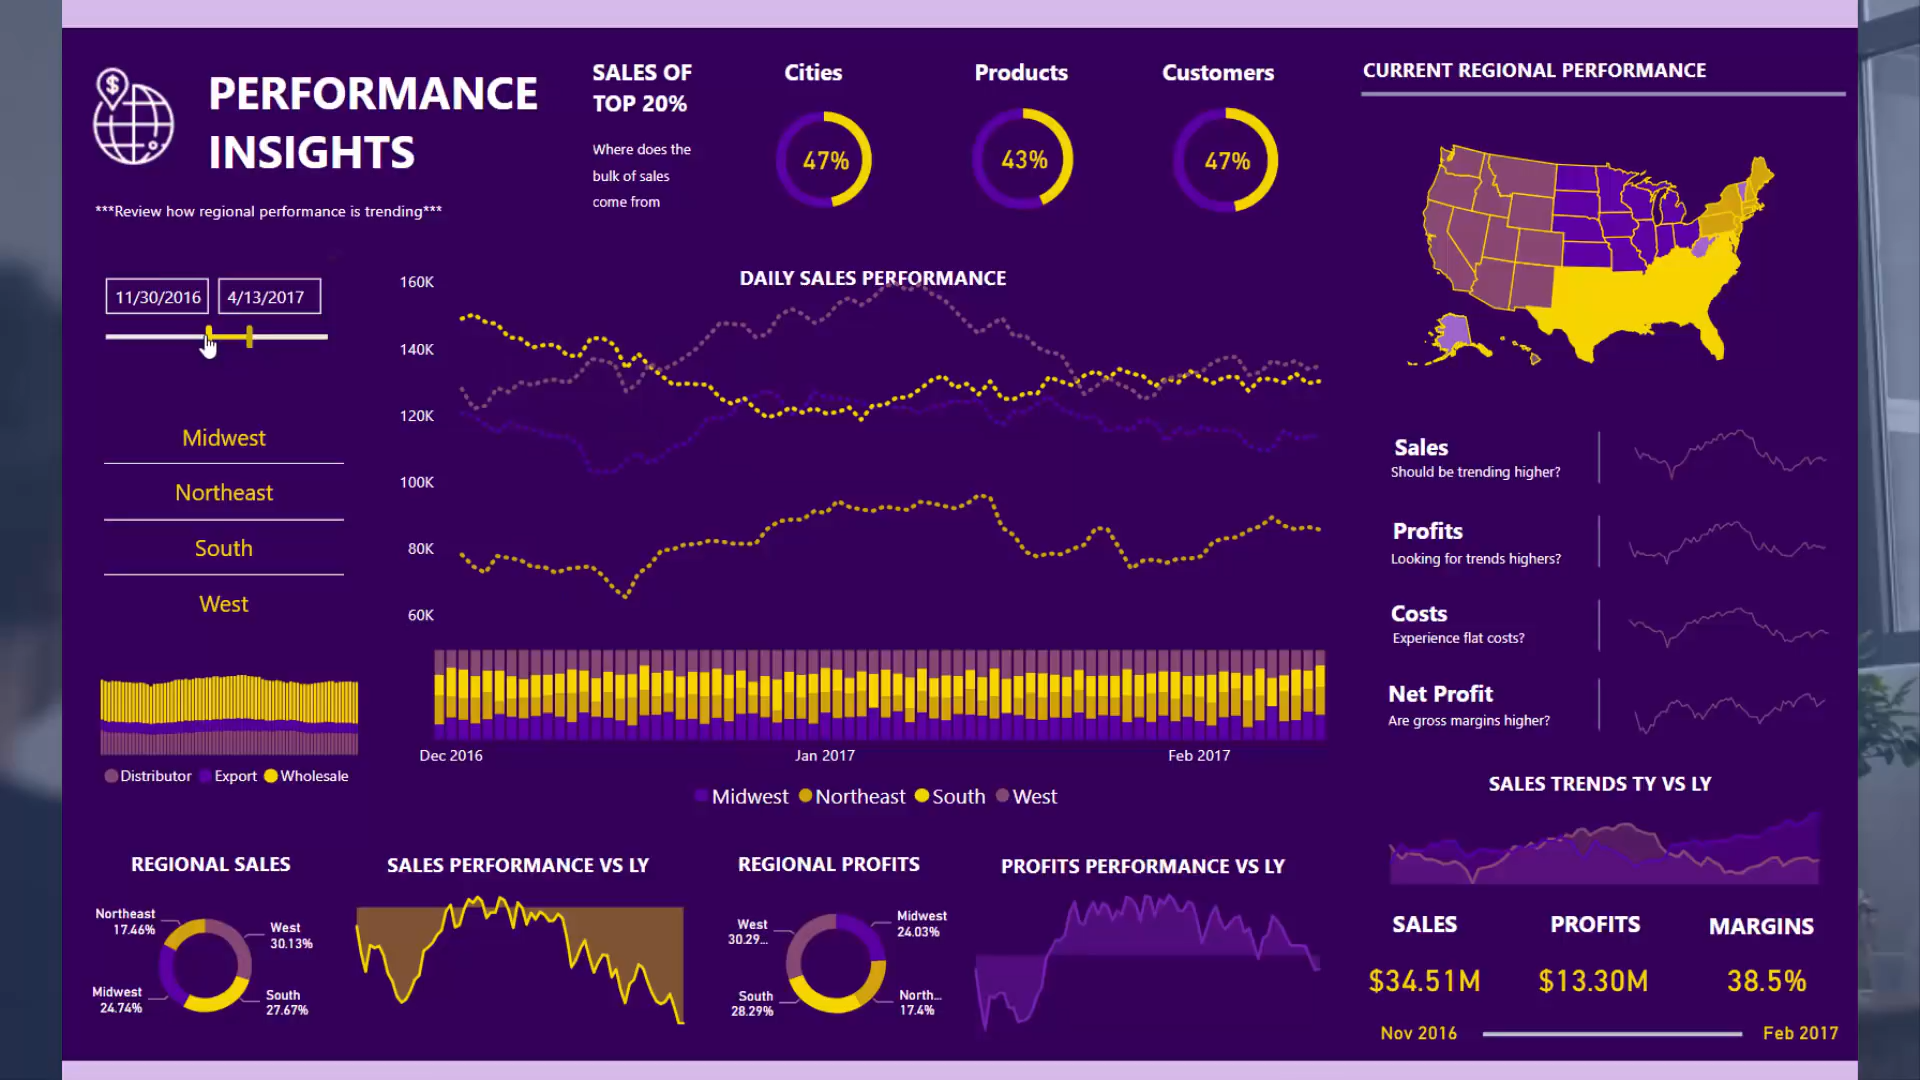 PERFORMANCE
INSIGHTS
***Review how regional performance is trending***
SALES OF
TOP 20%
Where does the
bulk of sales
come from
Cities
47%
Products
43%
Customers
47%
CURRENT REGIONAL PERFORMANCE
11/30/2016
4/13/2017
Midwest
Northeast
South
West
DAILY SALES PERFORMANCE
160K
140K
120K
100K
80K
60K
Dec 2016
Jan 2017
Feb 2017
Midwest
Northeast
South
West
Distributor
Export
Wholesale
Sales
Should be trending higher?
Profits
Looking for trends highers?
Costs
Experience flat costs?
Net Profit
Are gross margins higher?
SALES TRENDS TY VS LY
REGIONAL SALES
Northeast
17.46%
West
30.13%
Midwest
24.74%
South
27.67%
SALES PERFORMANCE VS LY
REGIONAL PROFITS
West
30.29...
Midwest
24.03%
South
28.29%
North...
17.4%
PROFITS PERFORMANCE VS LY
SALES
PROFITS
MARGINS
$34.51M
$13.30M
38.5%
Nov 2016
Feb 2017